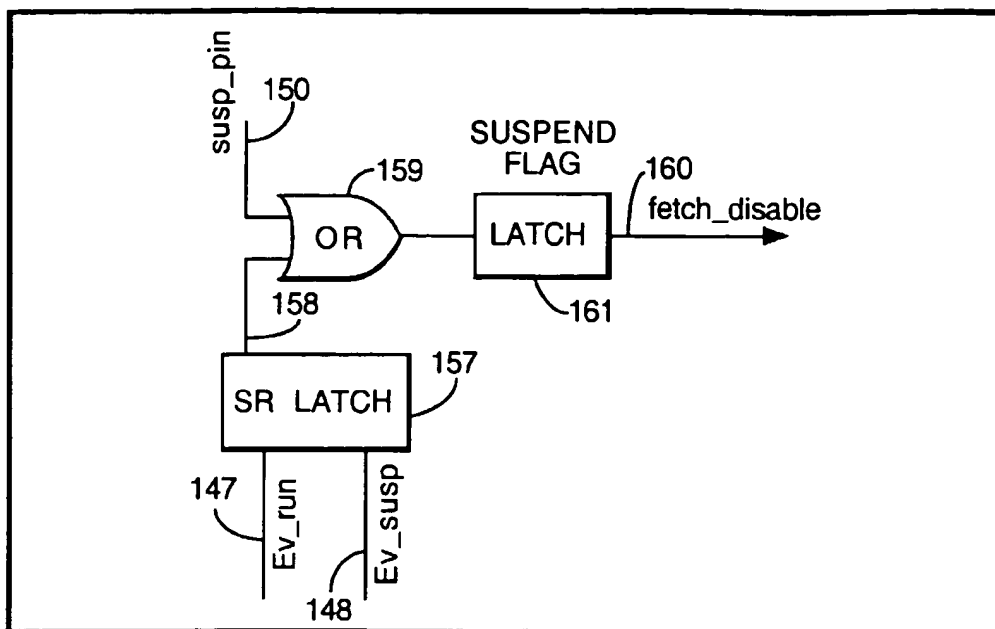 susp_pin
150
159
OR
SUSPEND
FLAG
LATCH
161
160
fetch_disable
158
SR LATCH
157
147
Ev_run
Ev_susp
148